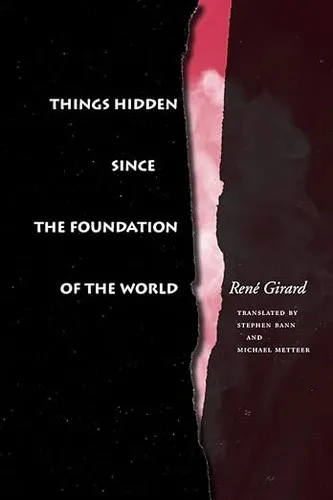 THINGS HIDDEN
SINCE
THE FOUNDATION
OF THE WORLD
René Girard
TRANSLATED BY
STEPHEN BANN
AND
MICHAEL METTEER